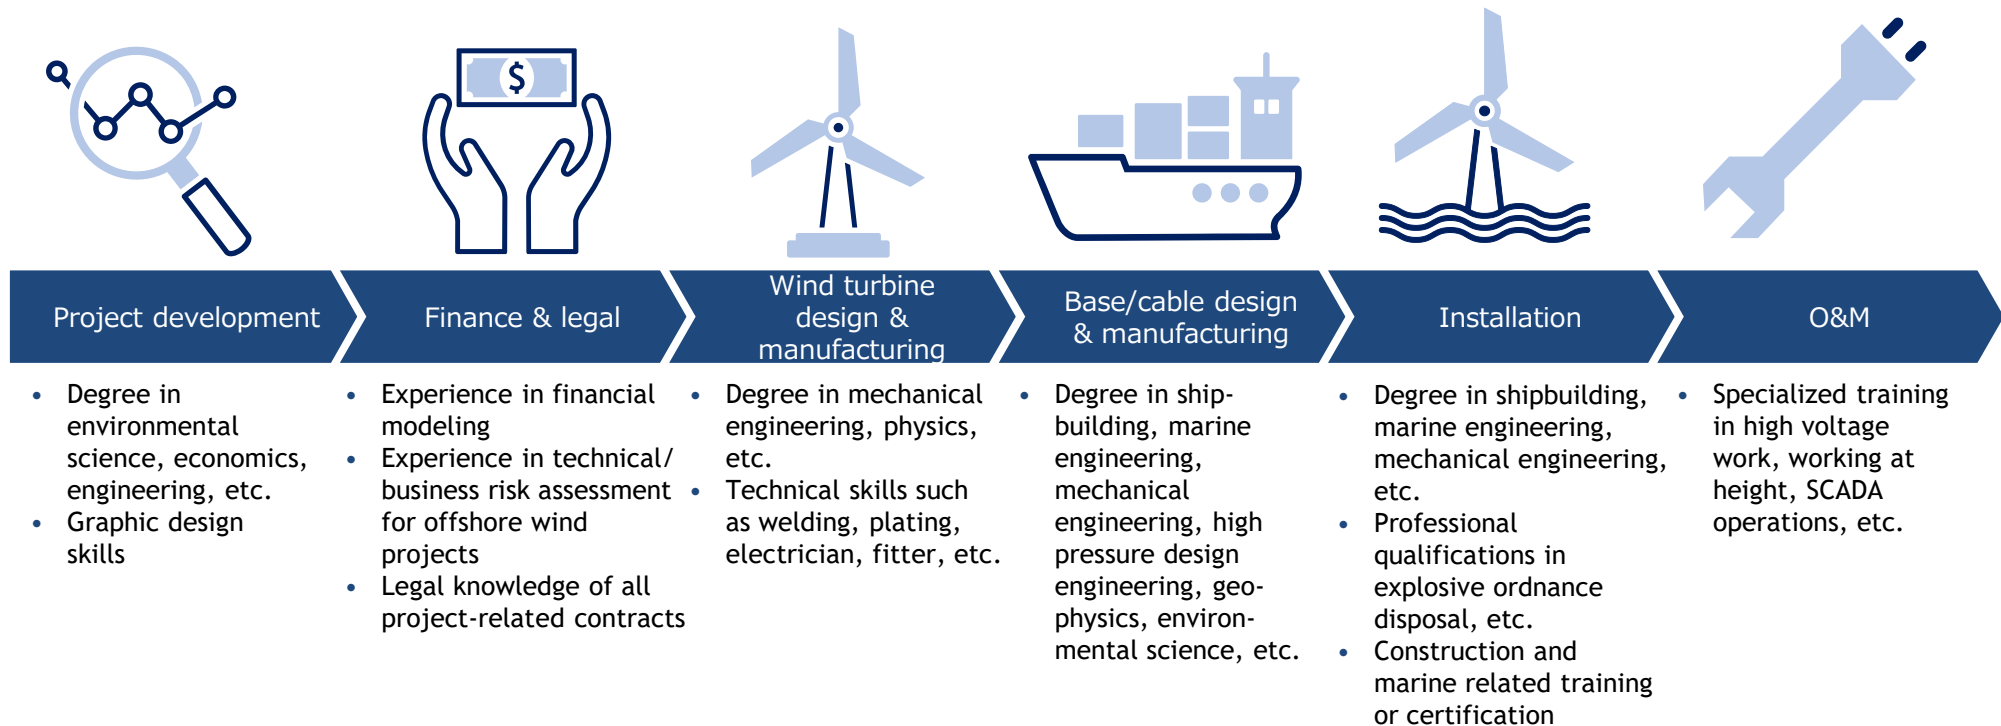 $
Project development
Finance & legal
Wind turbine
design &
manufacturing
Base/cable design
& manufacturing
Installation
O&M
• Degree in
environmental
science, economics,
engineering, etc.
• Graphic design
skills
• Experience in financial
modeling
• Experience in technical/
business risk assessment
for offshore wind
projects
• Legal knowledge of all
project-related contracts
• Degree in mechanical
engineering, physics,
etc.
• Technical skills such
as welding, plating,
electrician, fitter, etc.
• Degree in ship-
building, marine
engineering,
mechanical
engineering, high
pressure design
engineering, geo-
physics, environ-
mental science, etc.
• Degree in shipbuilding,
marine engineering,
mechanical engineering,
etc.
• Professional
qualifications in
explosive ordnance
disposal, etc.
• Construction and
marine related training
or certification
• Specialized training
in high voltage
work, working at
height, SCADA
operations, etc.